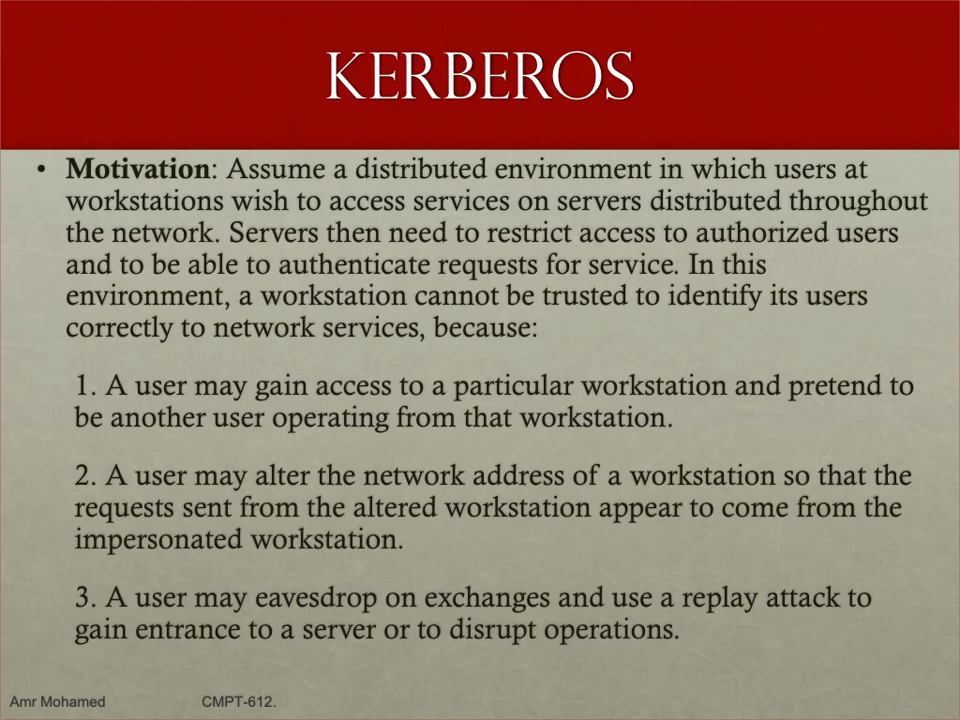 KERBEROS
• Motivation: Assume a distributed environment in which users at
workstations wish to access services on servers distributed throughout
the network. Servers then need to restrict access to authorized users
and to be able to authenticate requests for service. In this
environment, a workstation cannot be trusted to identify its users
correctly to network services, because:
1. A user may gain access to a particular workstation and pretend to
be another user operating from that workstation.
2. A user may alter the network address of a workstation so that the
requests sent from the altered workstation appear to come from the
impersonated workstation.
3. A user may eavesdrop on exchanges and use a replay attack to
gain entrance to a server or to disrupt operations.
Amr Mohamed CMPT-612.